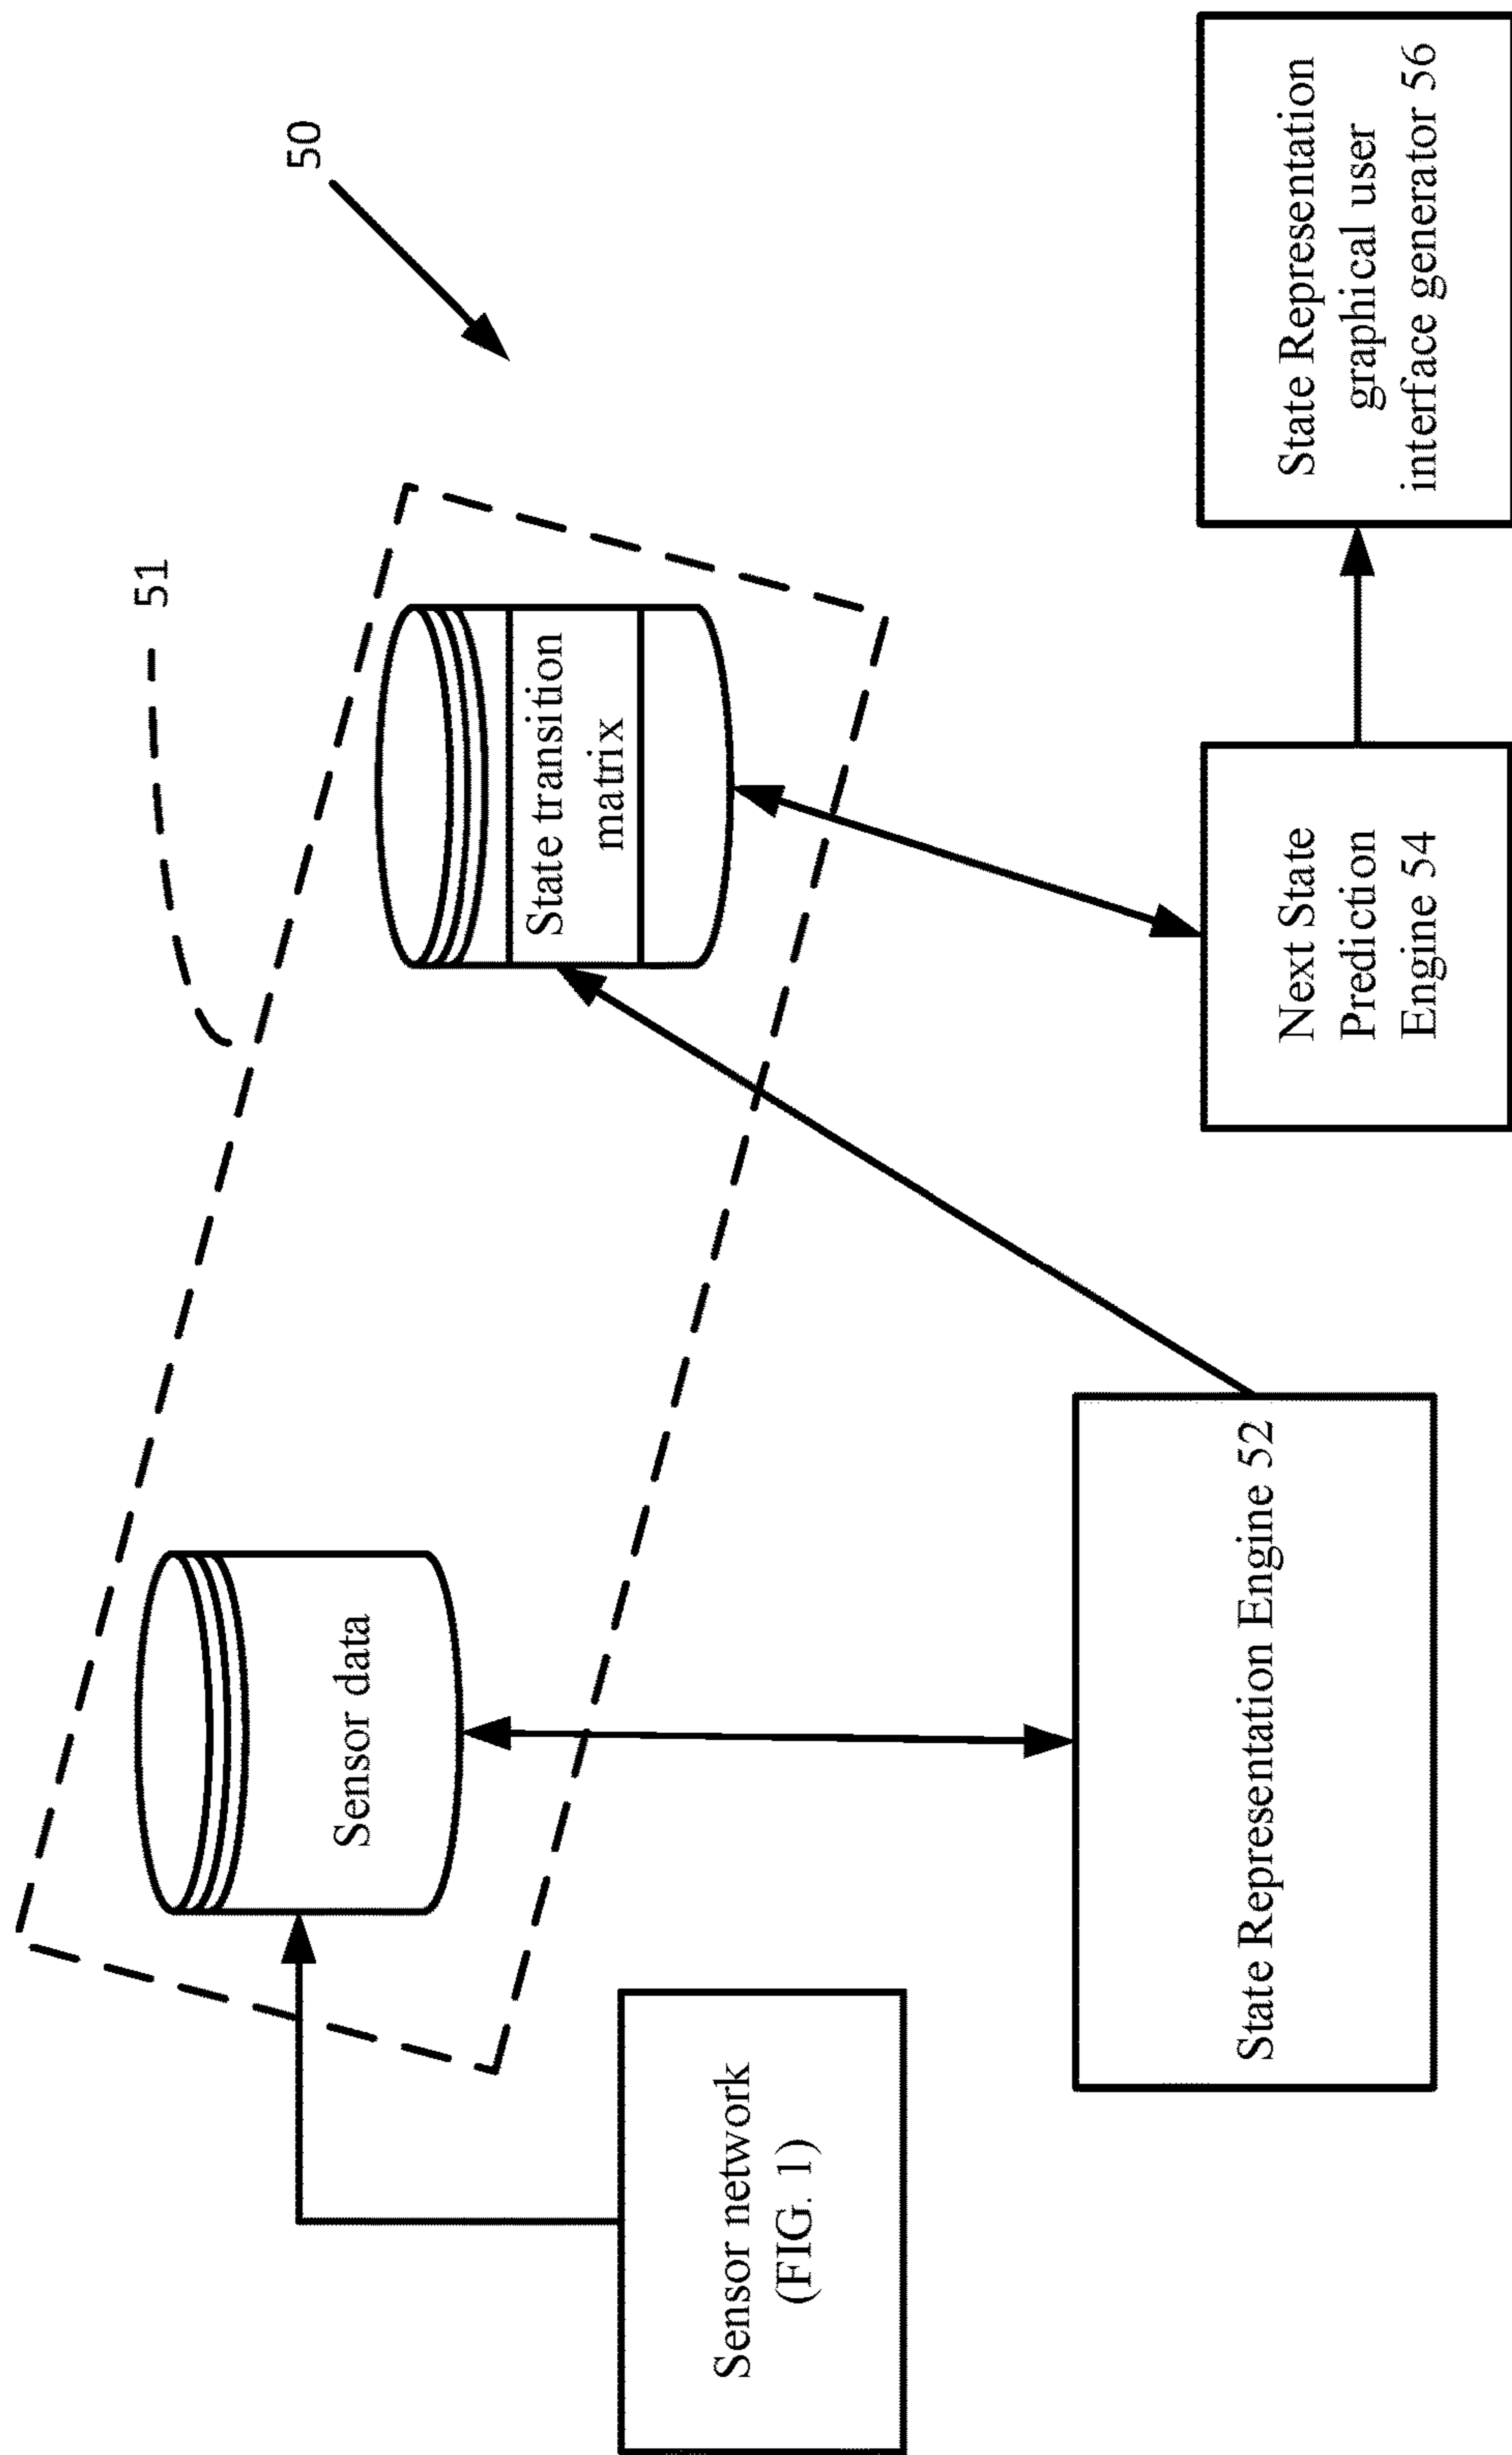 50
51
Sensor data
State transition
matrix
Sensor network
(FIG. 1)
State Representation Engine 52
Next State
Prediction
Engine 54
State Representation
graphical user
interface generator 56